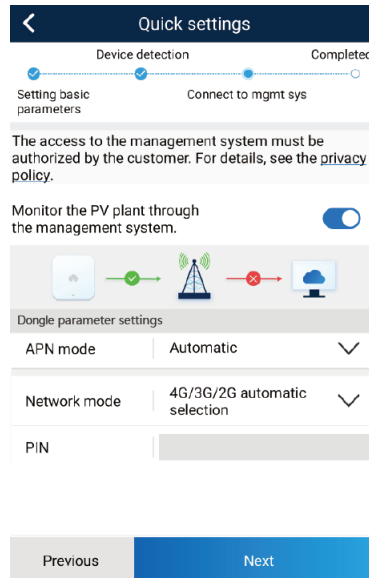 Quick settings
Device detection
Completed
Setting basic
parameters
Connect to mgmt sys
The access to the management system must be
authorized by the customer. For details, see the privacy
policy.
Monitor the PV plant through
the management system.
Dongle parameter settings
APN mode
Automatic
Network mode
4G/3G/2G automatic
selection
PIN
Previous
Next